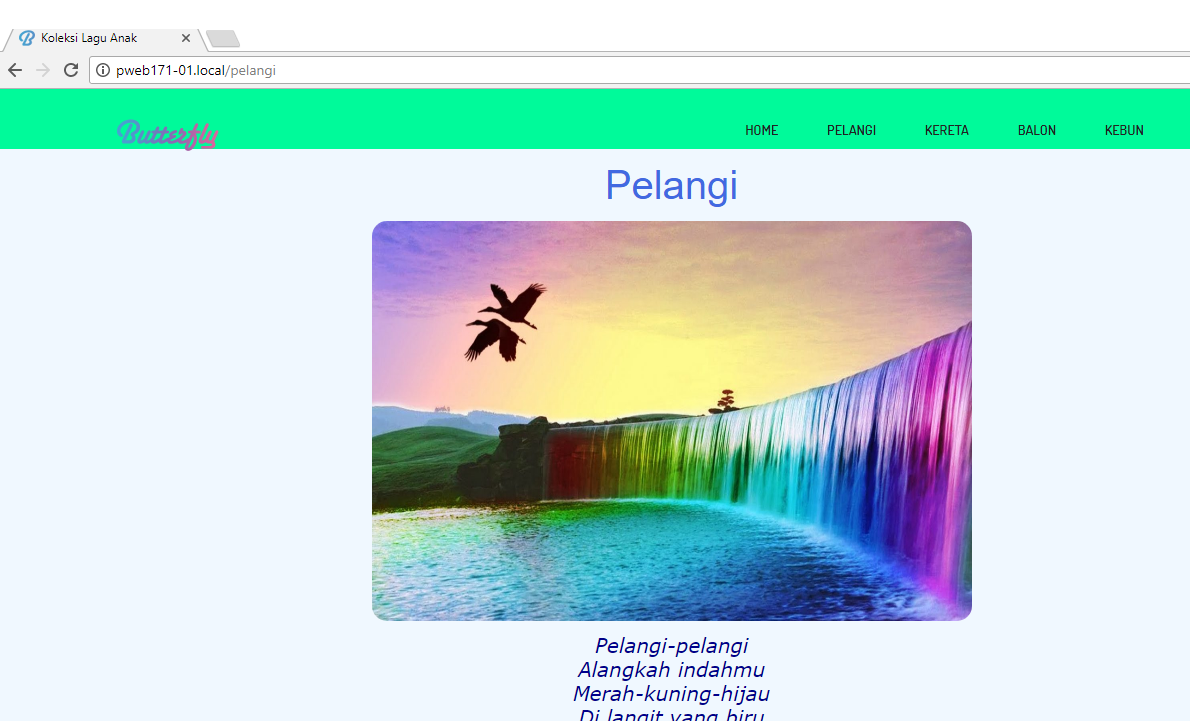 Koleksi Lagu Anak
pweb171-01.local/pelangi
Butterfly
HOME PELANGI KERETA BALON KEBUN
Pelangi
Pelangi-pelangi
Alangkah indahmu
Merah-kuning-hijau
Di langit yang biru